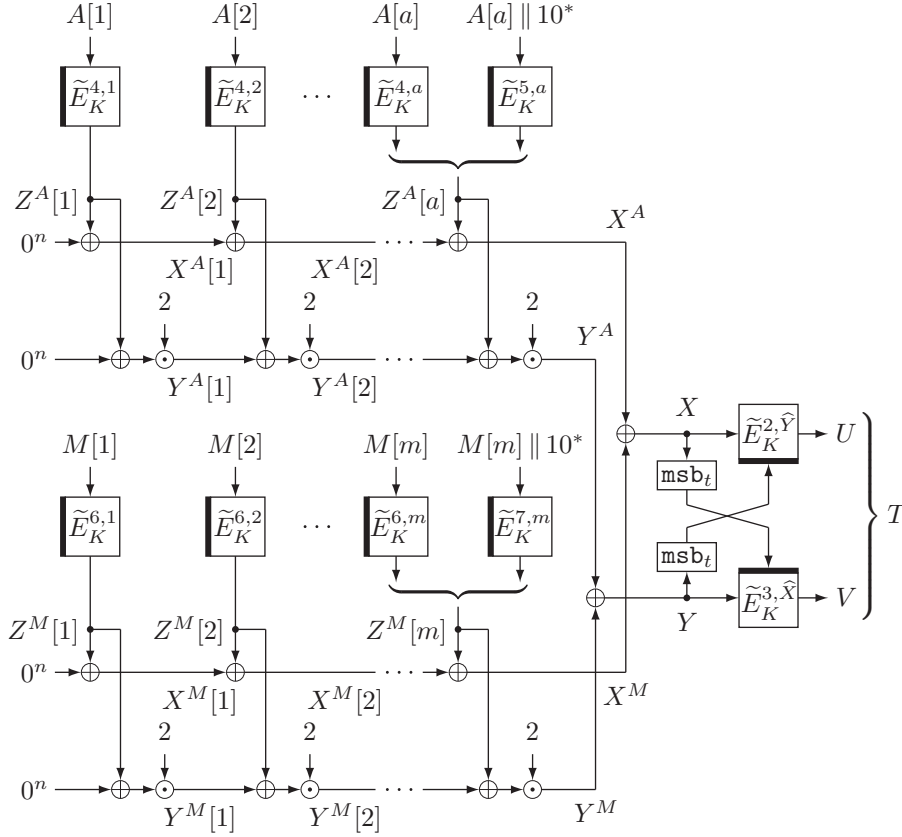 A[1] A[2] A[a] A[a] ∥ 10*
Ẽ_K^{4,1} Ẽ_K^{4,2} ··· Ẽ_K^{4,a} Ẽ_K^{5,a}
Z^A[1] Z^A[2] Z^A[a] X^A
0^n ···
X^A[1] X^A[2]
2 2 2 Y^A
0^n ···
Y^A[1] Y^A[2]
X Ẽ_K^{2,Ŷ} U
M[1] M[2] M[m] M[m] ∥ 10*
msb_t
Ẽ_K^{6,1} Ẽ_K^{6,2} ··· Ẽ_K^{6,m} Ẽ_K^{7,m} T
msb_t
Y Ẽ_K^{3,X̂} V
Z^M[1] Z^M[2] Z^M[m]
0^n ···
X^M[1] X^M[2] X^M
2 2 2
0^n ···
Y^M[1] Y^M[2] Y^M